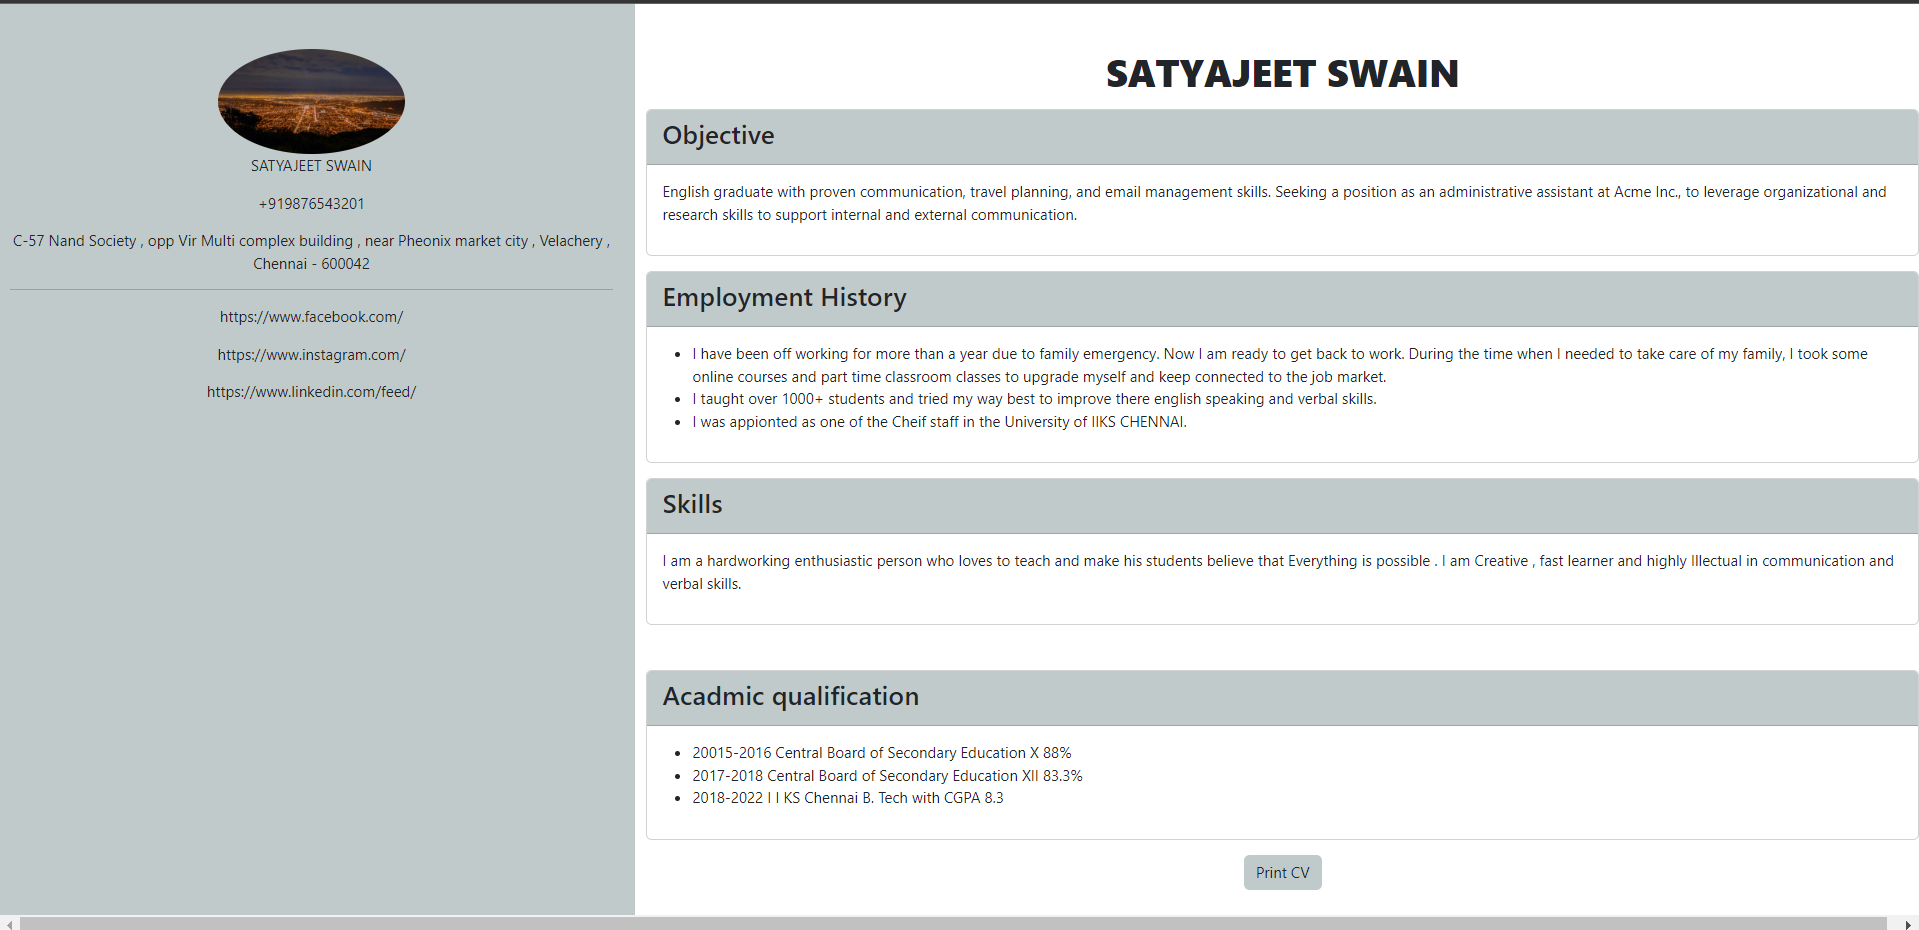 SATYAJEET SWAIN
+919876543201
C-57 Nand Society , opp Vir Multi complex building , near Pheonix market city , Velachery ,
Chennai - 600042
https://www.facebook.com/
https://www.instagram.com/
https://www.linkedin.com/feed/
SATYAJEET SWAIN
Objective
English graduate with proven communication, travel planning, and email management skills. Seeking a position as an administrative assistant at Acme Inc., to leverage organizational and
research skills to support internal and external communication.
Employment History
• I have been off working for more than a year due to family emergency. Now I am ready to get back to work. During the time when I needed to take care of my family, I took some
online courses and part time classroom classes to upgrade myself and keep connected to the job market.
• I taught over 1000+ students and tried my way best to improve there english speaking and verbal skills.
• I was appionted as one of the Cheif staff in the University of IIKS CHENNAI.
Skills
I am a hardworking enthusiastic person who loves to teach and make his students believe that Everything is possible . I am Creative , fast learner and highly Illectual in communication and
verbal skills.
Acadmic qualification
• 20015-2016 Central Board of Secondary Education X 88%
• 2017-2018 Central Board of Secondary Education XII 83.3%
• 2018-2022 I I KS Chennai B. Tech with CGPA 8.3
Print CV